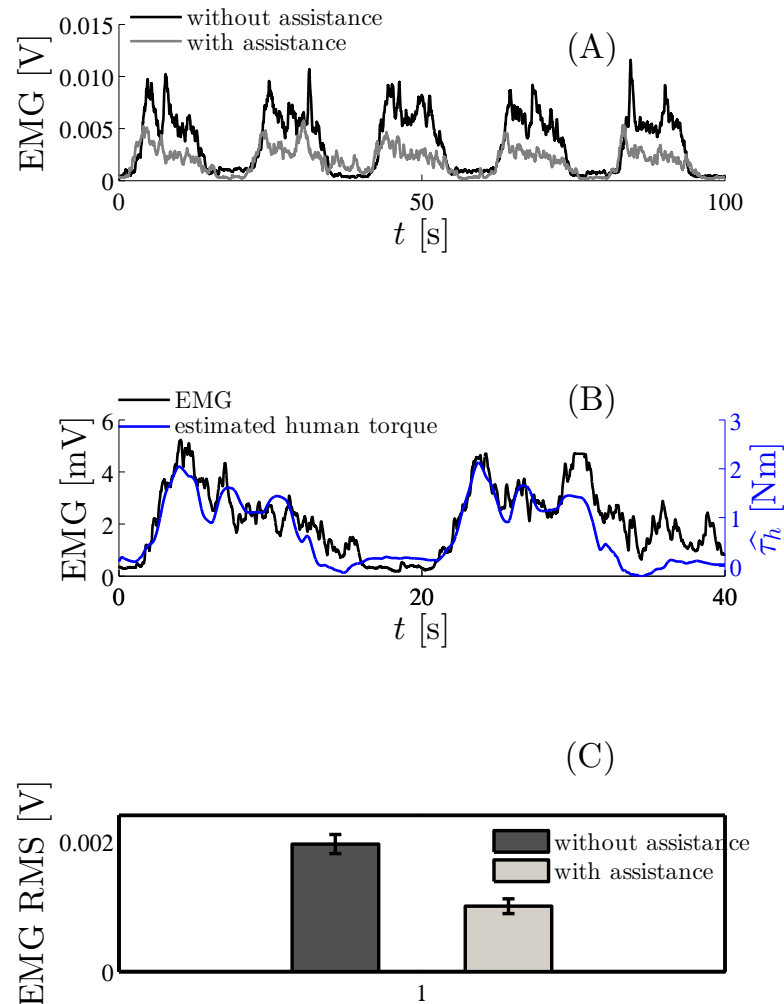 without assistance
with assistance
(A)
EMG [V]
0.015
0.010
0.005
0
0 50 100
t [s]
EMG
estimated human torque
(B)
EMG [mV]
6
4
2
0
3
2
1
0
τ̂h [Nm]
0 20 40
t [s]
(C)
EMG RMS [V]
0.002
0
without assistance
with assistance
1